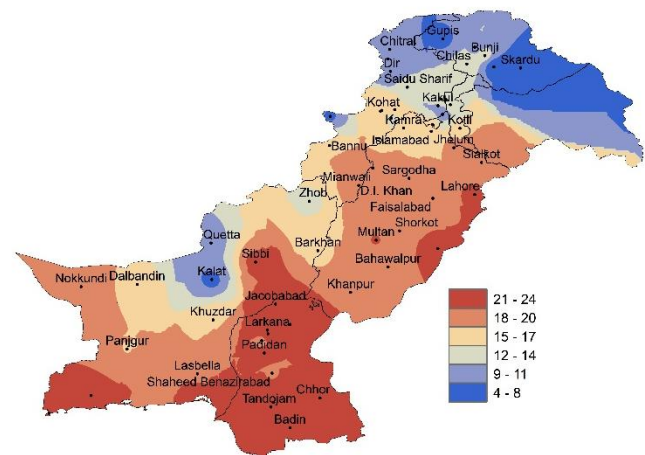 Gupis
Chitral
Bunji
Chilas
Skardu
Dir
Saidu Sharif
Kakul
Kohat
Kamra
Kotli
Islamabad
Jhelum
Bannu
Sialkot
Mianwali
Sargodha
Zhob
D.I. Khan
Lahore
Faisalabad
Shorkot
Multan
Quetta
Barkhan
Sibbi
Bahawalpur
Kalat
Nokkundi
Dalbandin
Khanpur
Jacobabad
Khuzdar
Larkana
Panjgur
Padidan
Lasbella
Shaheed Benazirabad
Chhor
Tandojam
Badin
21 - 24
18 - 20
15 - 17
12 - 14
9 - 11
4 - 8